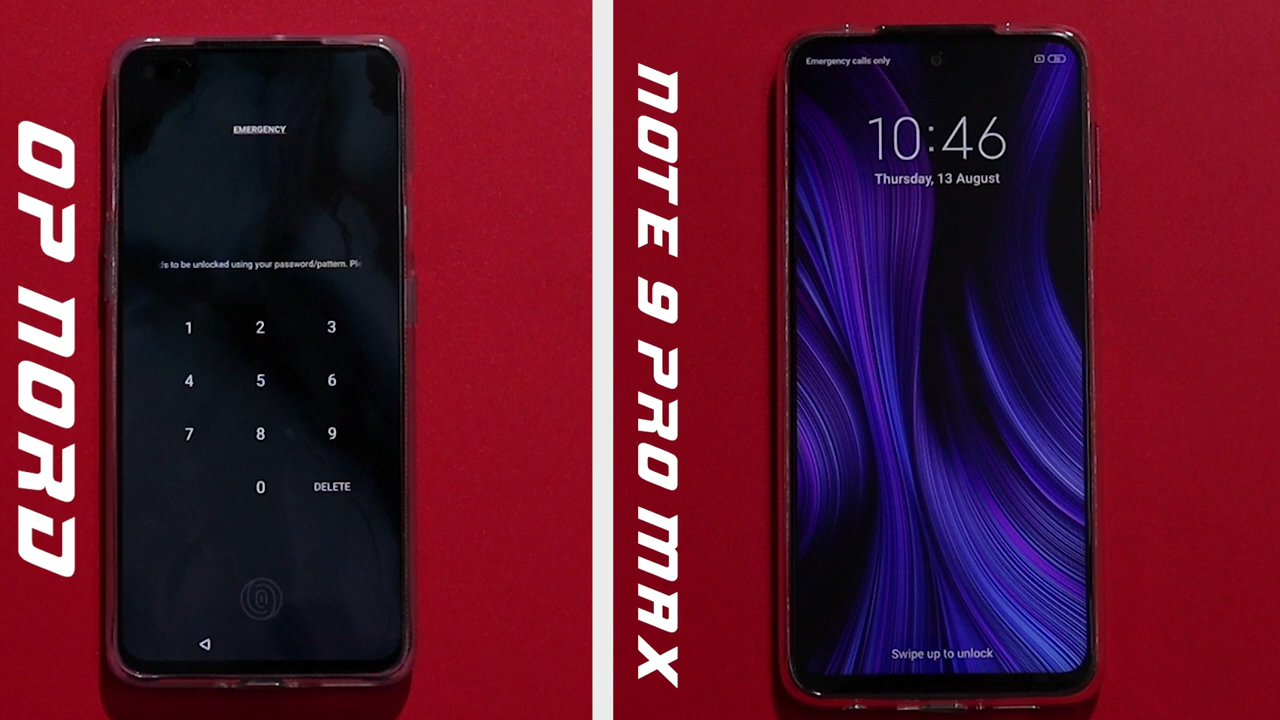 OP NORD
EMERGENCY
to be unlocked using your password/pattern.
1 2 3
4 5 6
7 8 9
0 DELETE
NOTE 9 PRO MAX
Emergency calls only
10:46
Thursday, 13 August
Swipe up to unlock